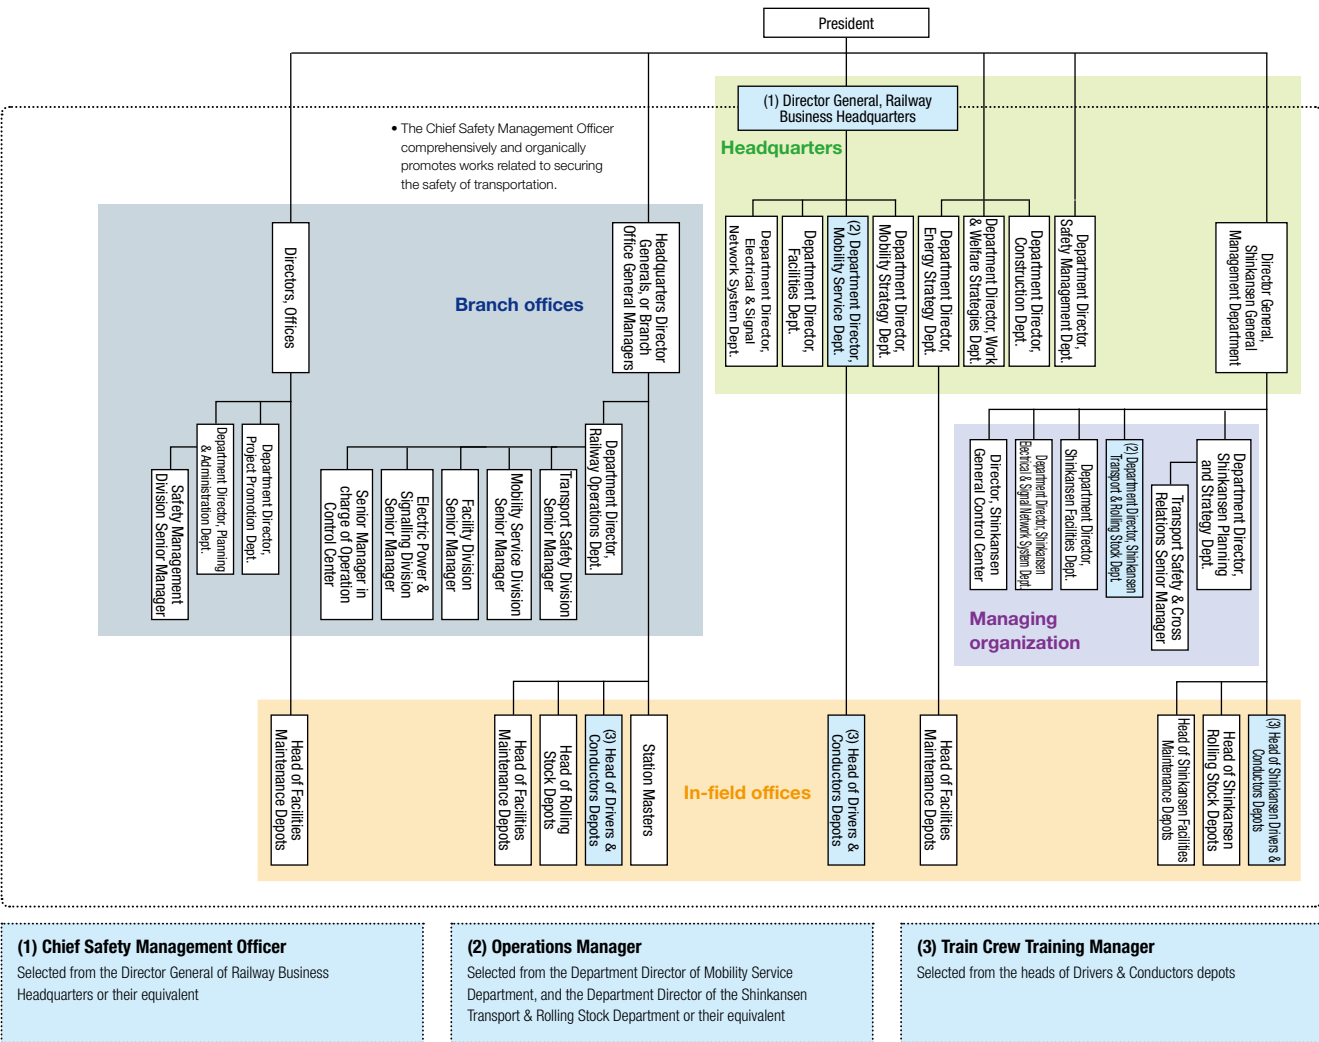 President
(1) Director General, Railway
Business Headquarters
• The Chief Safety Management Officer
comprehensively and organically
promotes works related to securing
the safety of transportation.
Headquarters
Branch offices
Directors, Offices
Headquarters Director
Generals, or Branch
Office General Managers
Department Director,
Electrical & Signal
Network System Dept.
Department Director,
Facilities Dept.
(2) Department Director,
Mobility Service Dept.
Department Director,
Mobility Strategy Dept.
Department Director,
Energy Strategy Dept.
Department Director, Work
& Welfare Strategies Dept.
Department Director,
Construction Dept.
Department Director,
Safety Management Dept.
Director General,
Shinkansen General
Management Department
Safety Management
Division Senior Manager
Department Director, Planning
& Administration Dept.
Department Director,
Project Promotion Dept.
Senior Manager in
charge of Operation
Control Center
Electric Power &
Signalling Division
Senior Manager
Facility Division
Senior Manager
Mobility Service Division
Senior Manager
Transport Safety Division
Senior Manager
Department Director,
Railway Operations Dept.
Director, Shinkansen
General Control Center
Department Director, Shinkansen
Electrical & Signal Network System Dept.
Department Director,
Shinkansen Facilities Dept.
(2) Department Director, Shinkansen
Transport & Rolling Stock Dept.
Transport Safety & Cross
Relations Senior Manager
Department Director,
Shinkansen Planning
and Strategy Dept.
Managing
organization
In-field offices
Head of Facilities
Maintenance Depots
Head of Facilities
Maintenance Depots
Head of Rolling
Stock Depots
(3) Head of Drivers &
Conductors Depots
Station Masters
(3) Head of Drivers &
Conductors Depots
Head of Facilities
Maintenance Depots
Head of Shinkansen Facilities
Maintenance Depots
Head of Shinkansen
Rolling Stock Depots
(3) Head of Shinkansen Drivers &
Conductors Depots
(1) Chief Safety Management Officer
Selected from the Director General of Railway Business
Headquarters or their equivalent
(2) Operations Manager
Selected from the Department Director of Mobility Service
Department, and the Department Director of the Shinkansen
Transport & Rolling Stock Department or their equivalent
(3) Train Crew Training Manager
Selected from the heads of Drivers & Conductors depots